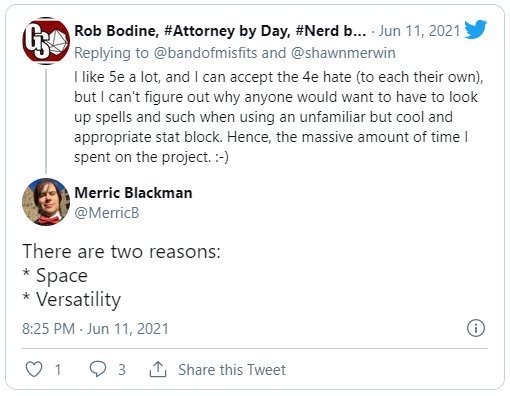 Rob Bodine, #Attorney by Day, #Nerd b... · Jun 11, 2021
Replying to @bandofmisfits and @shawnmerwin
I like 5e a lot, and I can accept the 4e hate (to each their own),
but I can't figure out why anyone would want to have to look
up spells and such when using an unfamiliar but cool and
appropriate stat block. Hence, the massive amount of time I
spent on the project. :-)
Merric Blackman
@MerricB
There are two reasons:
* Space
* Versatility
8:25 PM · Jun 11, 2021
1
3
Share this Tweet